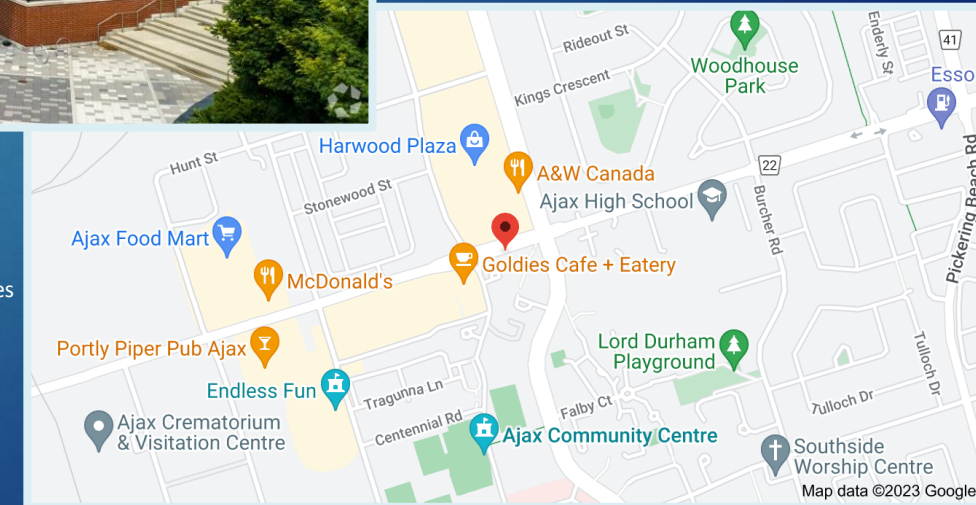 Rideout St
Enderly St
41
Woodhouse
Park
Kings Crescent
Esso
Hunt St
Harwood Plaza
A&W Canada
22
Stonewood St
Ajax High School
Burcher Rd
Pickering Beach Rd
Ajax Food Mart
Goldies Cafe + Eatery
McDonald's
es
Portly Piper Pub Ajax
Lord Durham
Playground
Tulloch Dr
Endless Fun
Tragunna Ln
Tulloch Dr
Falby Ct
Ajax Crematorium
& Visitation Centre
Centennial Rd
Ajax Community Centre
Southside
Worship Centre
Map data ©2023 Google